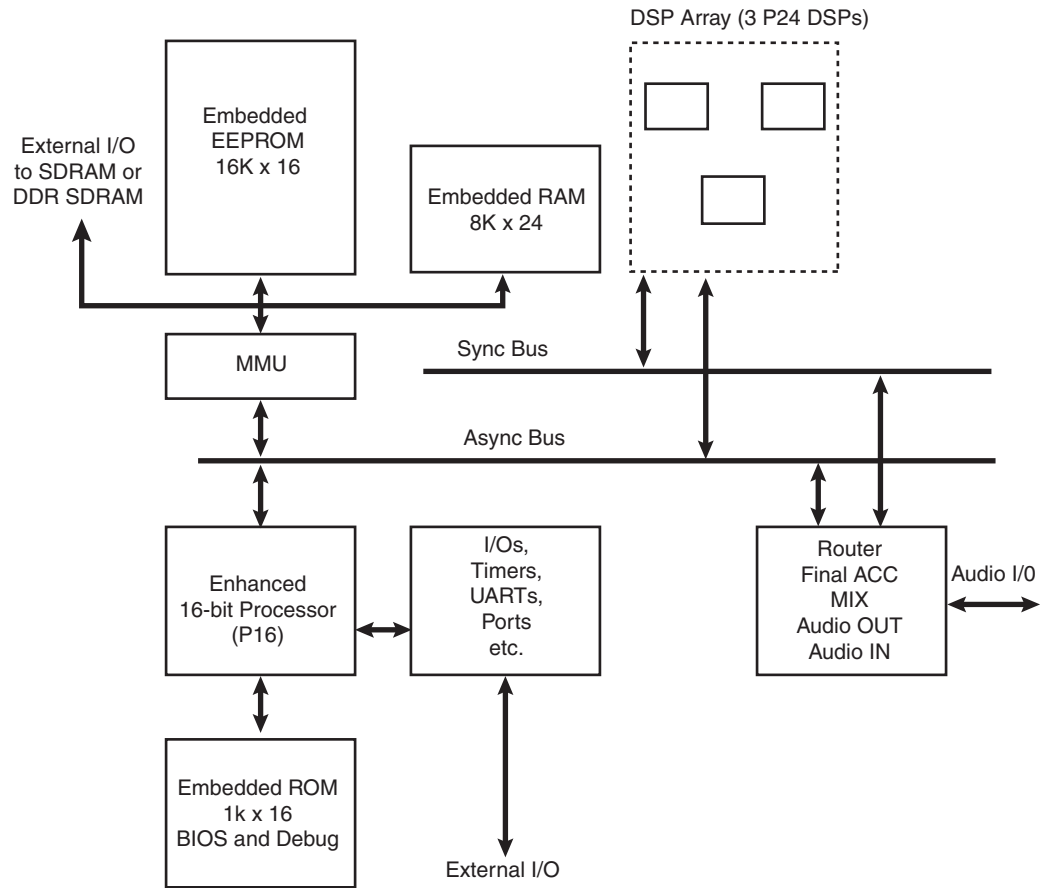 DSP Array (3 P24 DSPs)
Embedded
EEPROM
16K x 16
External I/O
to SDRAM or
DDR SDRAM
Embedded RAM
8K x 24
MMU
Sync Bus
Async Bus
Enhanced
16-bit Processor
(P16)
I/Os,
Timers,
UARTs,
Ports
etc.
Router
Final ACC
MIX
Audio OUT
Audio IN
Audio I/0
Embedded ROM
1k x 16
BIOS and Debug
External I/O